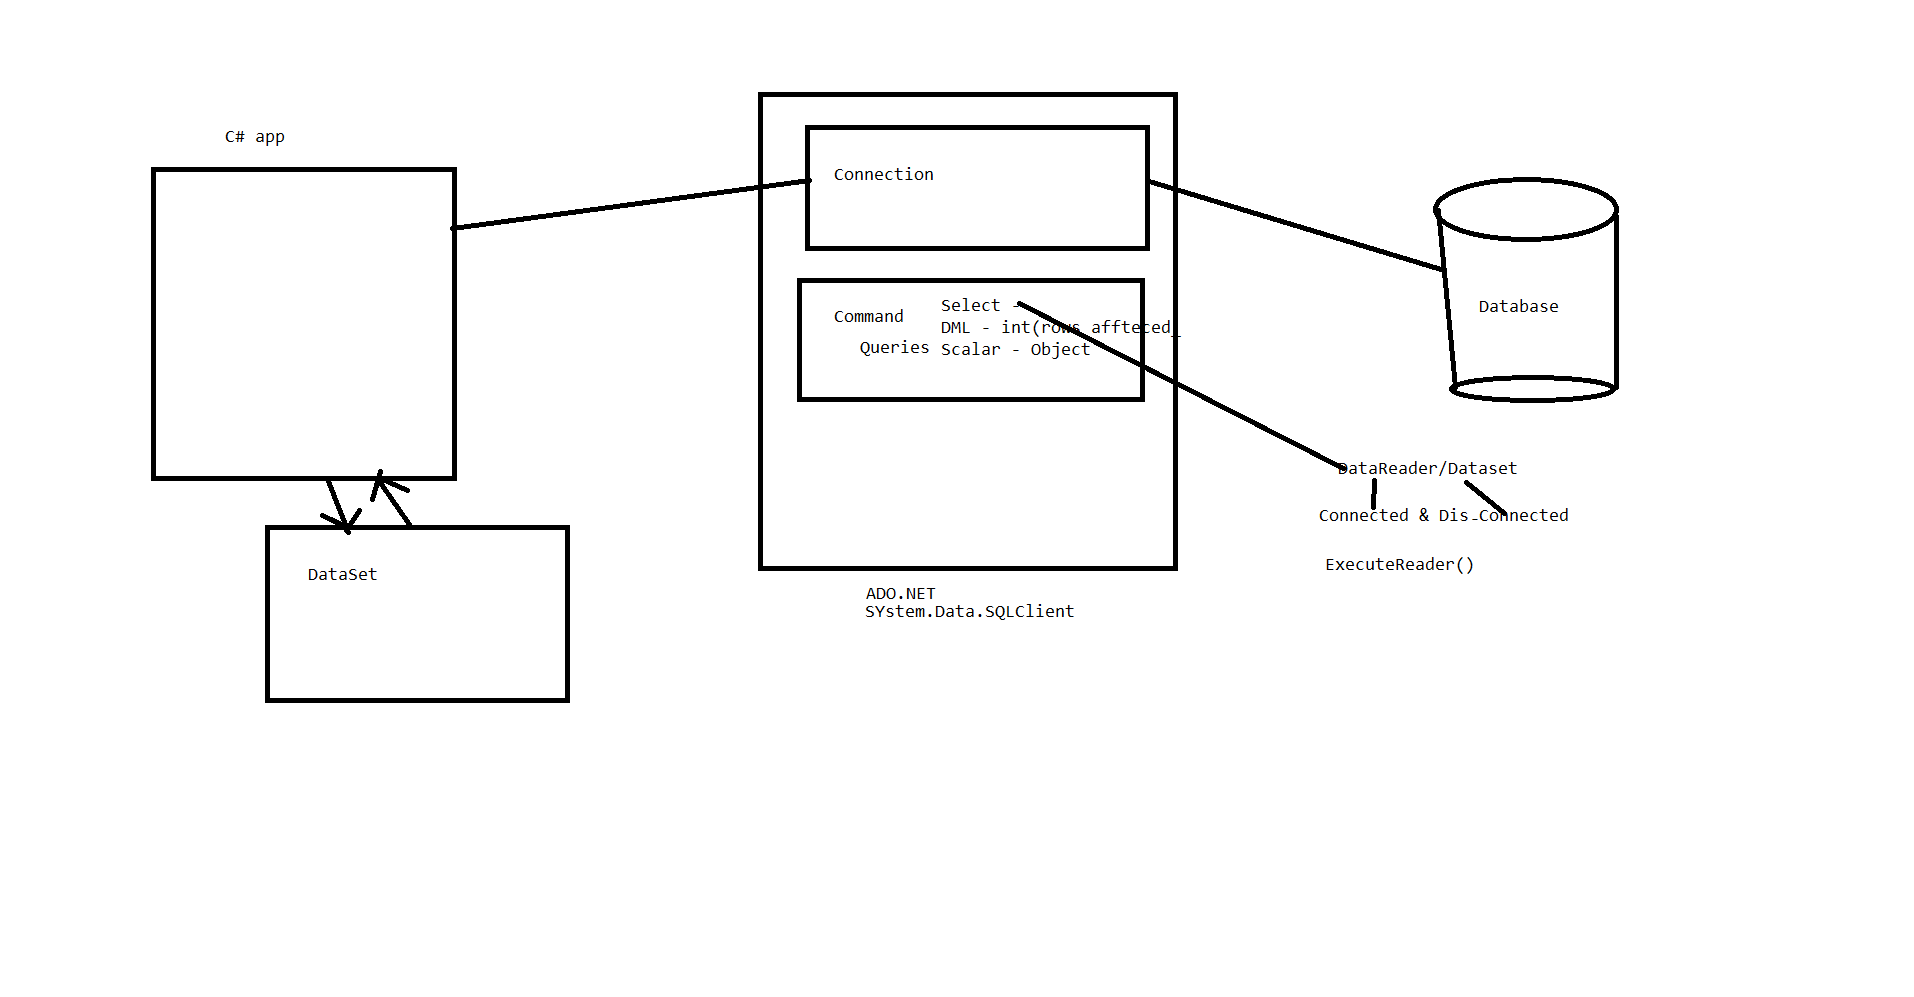 C# app
Connection
Command
Queries
Select -
DML - int(rows affteced_
Scalar - Object
Database
DataReader/Dataset
Connected & Dis-Connected
ExecuteReader()
DataSet
ADO.NET
SYstem.Data.SQLClient